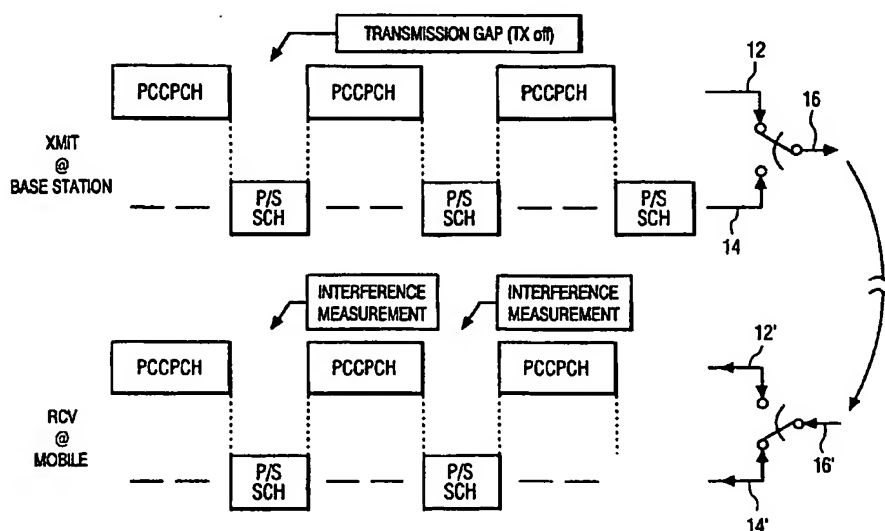 TRANSMISSION GAP (TX off)
12
PCCPCH
PCCPCH
PCCPCH
16
XMIT
@
BASE STATION
P/S
SCH
P/S
SCH
P/S
SCH
14
INTERFERENCE
MEASUREMENT
INTERFERENCE
MEASUREMENT
12'
PCCPCH
PCCPCH
PCCPCH
RCV
@
MOBILE
16'
P/S
SCH
P/S
SCH
14'